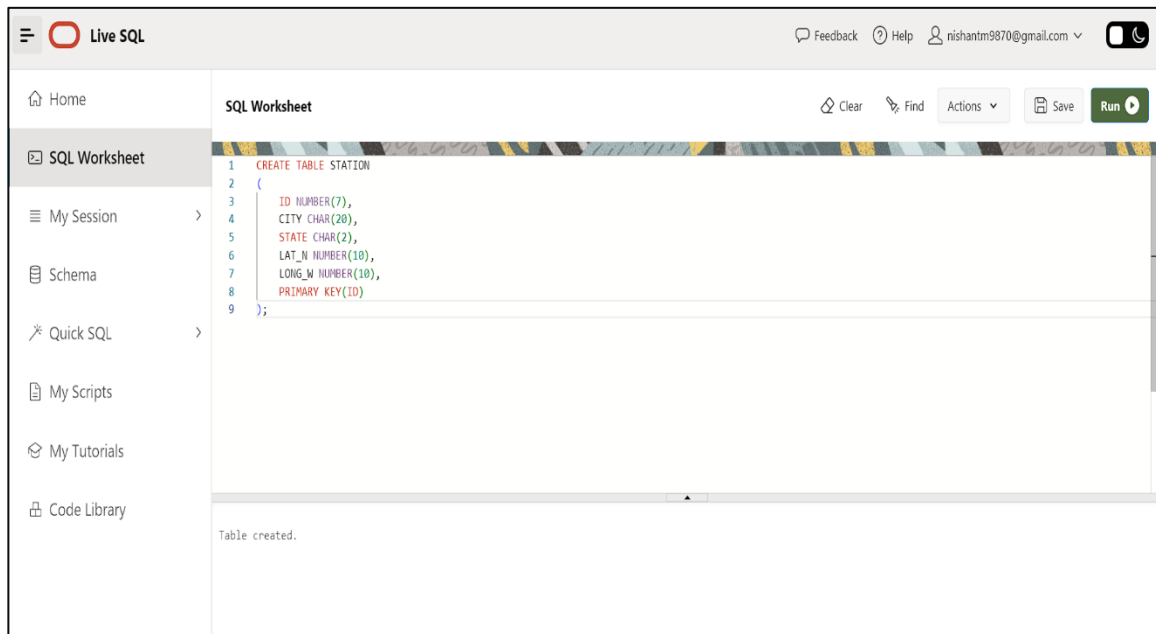 Live SQL
Feedback Help nishantm9870@gmail.com
Home
SQL Worksheet
My Session
Schema
Quick SQL
My Scripts
My Tutorials
Code Library
SQL Worksheet
Clear Find Actions Save Run
1 CREATE TABLE STATION
2 (
3 ID NUMBER(7),
4 CITY CHAR(20),
5 STATE CHAR(2),
6 LAT_N NUMBER(10),
7 LONG_W NUMBER(10),
8 PRIMARY KEY(ID)
9 );
Table created.